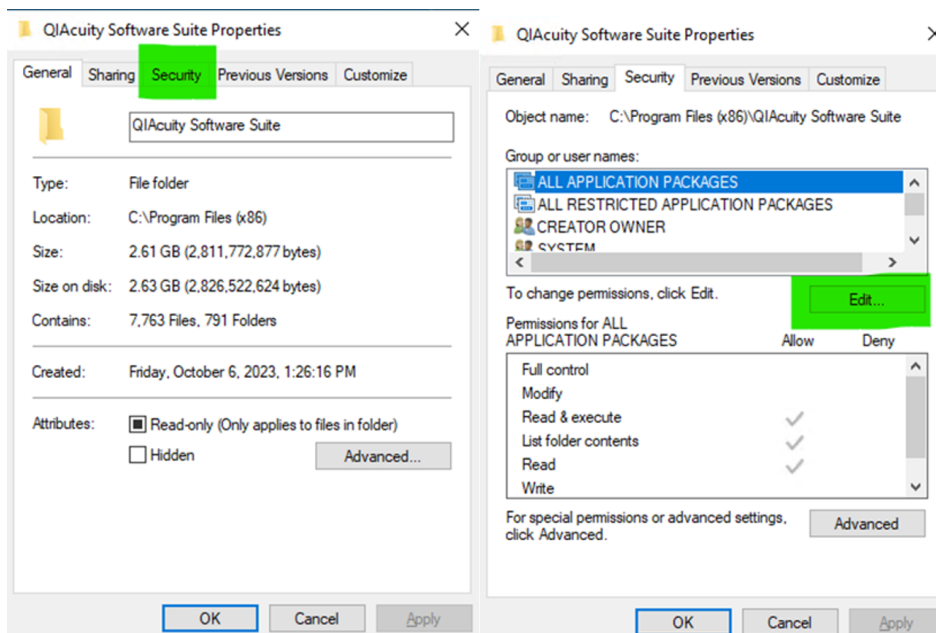 QIAcuity Software Suite Properties
General Sharing Security Previous Versions Customize
QIAcuity Software Suite
Type: File folder
Location: C:\Program Files (x86)
Size: 2.61 GB (2,811,772,877 bytes)
Size on disk: 2.63 GB (2,826,522,624 bytes)
Contains: 7,763 Files, 791 Folders
Created: Friday, October 6, 2023, 1:26:16 PM
Attributes: Read-only (Only applies to files in folder)
Hidden Advanced...
OK Cancel Apply
QIAcuity Software Suite Properties
General Sharing Security Previous Versions Customize
Object name: C:\Program Files (x86)\QIAcuity Software Suite
Group or user names:
ALL APPLICATION PACKAGES
ALL RESTRICTED APPLICATION PACKAGES
CREATOR OWNER
SYSTEM
To change permissions, click Edit. Edit...
Permissions for ALL
APPLICATION PACKAGES Allow Deny
Full control
Modify
Read & execute
List folder contents
Read
Write
For special permissions or advanced settings,
click Advanced. Advanced
OK Cancel Apply